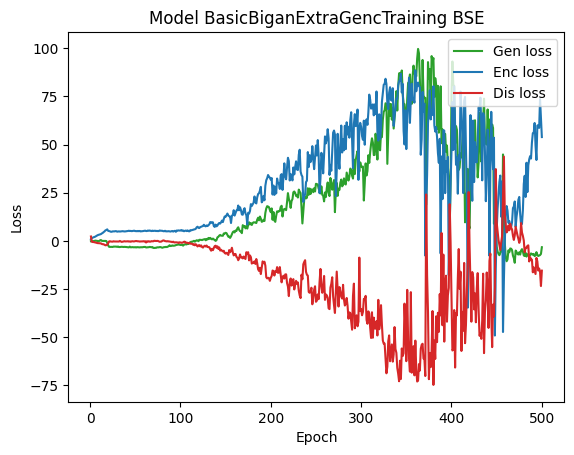 Model BasicBiganExtraGencTraining BSE
Gen loss
Enc loss
Dis loss
100
75
50
25
0
−25
−50
−75
Loss
0
100
200
300
400
500
Epoch